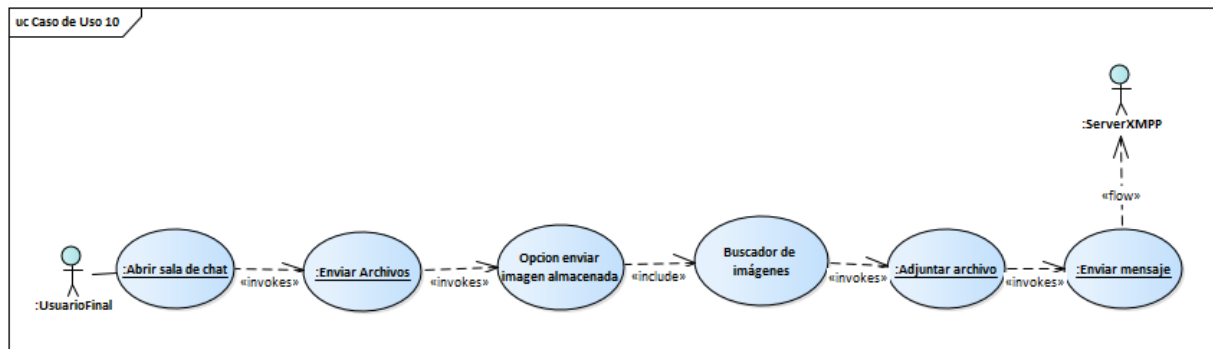 uc Caso de Uso 10
:ServerXMPP
«flow»
:UsuarioFinal
:Abrir sala de chat
«invokes»
:Enviar Archivos
«invokes»
Opcion enviar
imagen almacenada
«include»
Buscador de
imágenes
«invokes»
:Adjuntar archivo
«invokes»
:Enviar mensaje